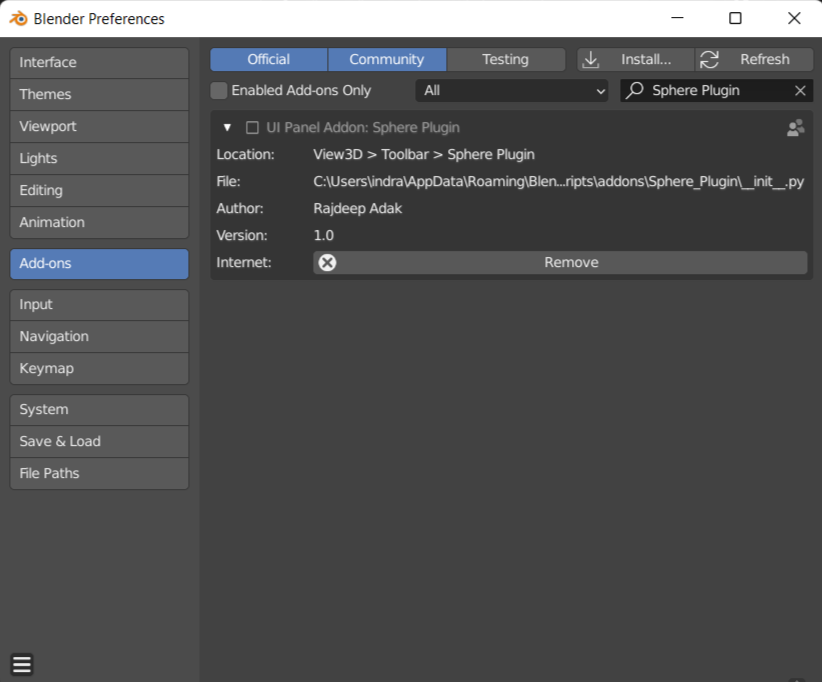 Blender Preferences
Interface
Themes
Viewport
Lights
Editing
Animation
Add-ons
Input
Navigation
Keymap
System
Save & Load
File Paths
Official Community Testing Install... Refresh
Enabled Add-ons Only All Sphere Plugin
UI Panel Addon: Sphere Plugin
Location: View3D > Toolbar > Sphere Plugin
File: C:\Users\indra\AppData\Roaming\Blen...ripts\addons\Sphere_Plugin\__init__.py
Author: Rajdeep Adak
Version: 1.0
Internet: Remove